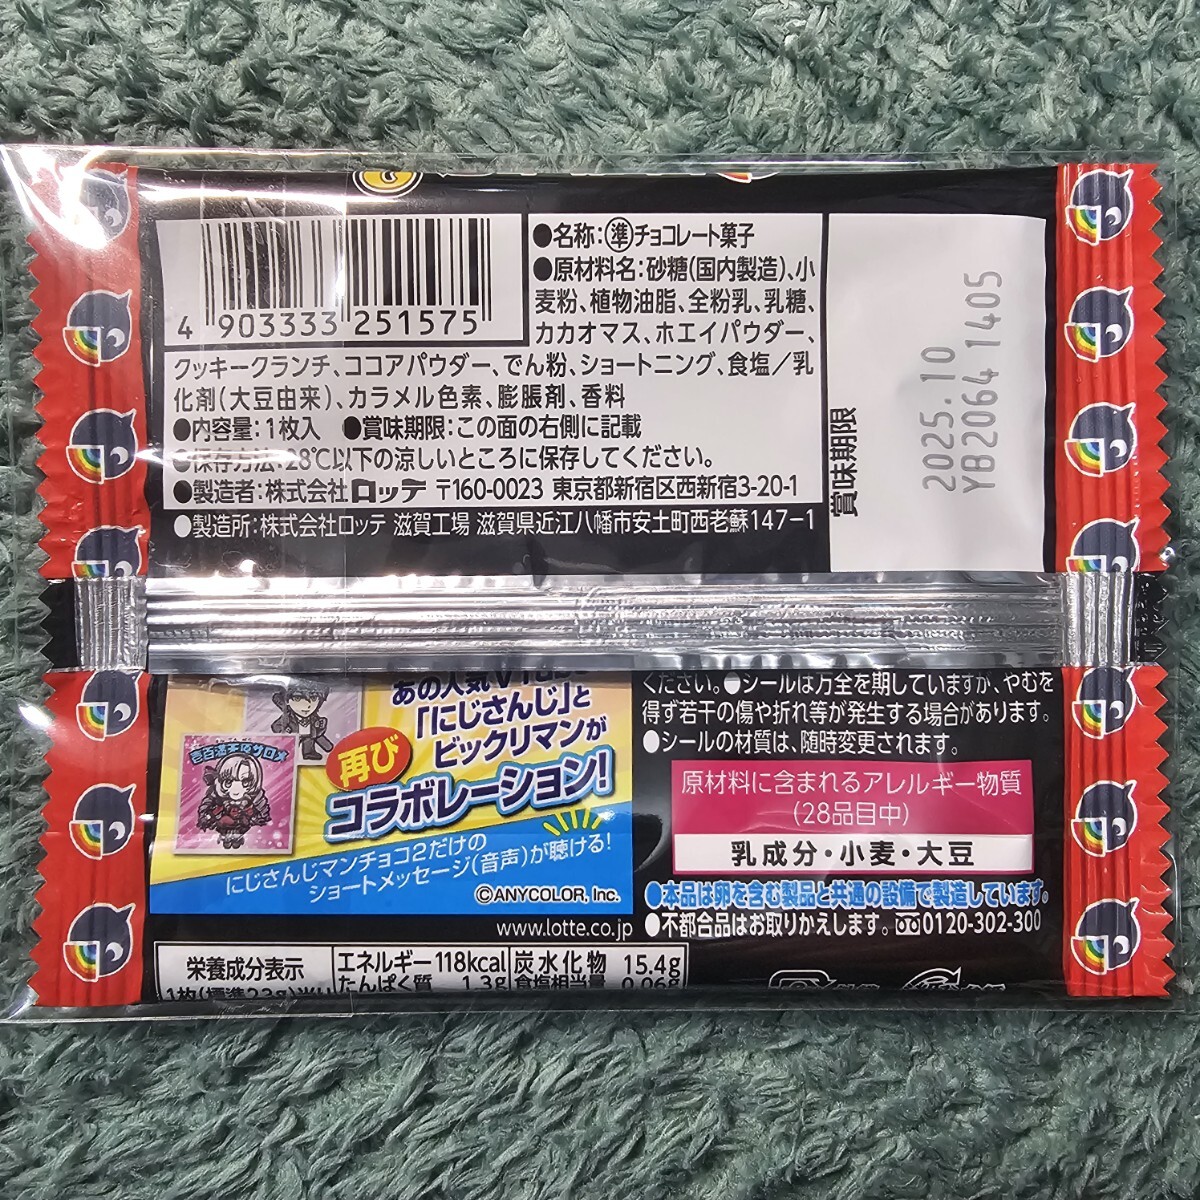 4 903333 251575
●名称：㊜チョコレート菓子
●原材料名：砂糖(国内製造)、小
麦粉、植物油脂、全粉乳、乳糖、
カカオマス、ホエイパウダー、
クッキークランチ、ココアパウダー、でん粉、ショートニング、食塩／乳
化剤(大豆由来)、カラメル色素、膨脹剤、香料
●内容量：1枚入 ●賞味期限：この面の右側に記載
●保存方法：28℃以下の涼しいところに保存してください。
●製造者：株式会社ロッテ 〒160-0023 東京都新宿区西新宿3-20-1
●製造所：株式会社ロッテ 滋賀工場 滋賀県近江八幡市安土町西老蘇147-1
賞味期限
2025.10
YB2064 1405
あの人気VTuber
「にじさんじ」と
ビックリマンが
再び
コラボレーション!
壱百満天原サロメ
にじさんじマンチョコ2だけの
ショートメッセージ(音声)が聴ける!
©ANYCOLOR, Inc.
www.lotte.co.jp
ください。●シールは万全を期していますが、やむを
得ず若干の傷や折れ等が発生する場合があります。
●シールの材質は、随時変更されます。
原材料に含まれるアレルギー物質
(28品目中)
乳成分・小麦・大豆
●本品は卵を含む製品と共通の設備で製造しています。
●不都合品はお取りかえします。 0120-302-300
栄養成分表示
1枚(標準23g)当り
エネルギー 118kcal 炭水化物 15.4g
たんぱく質 1.3g 食塩相当量 0.06g